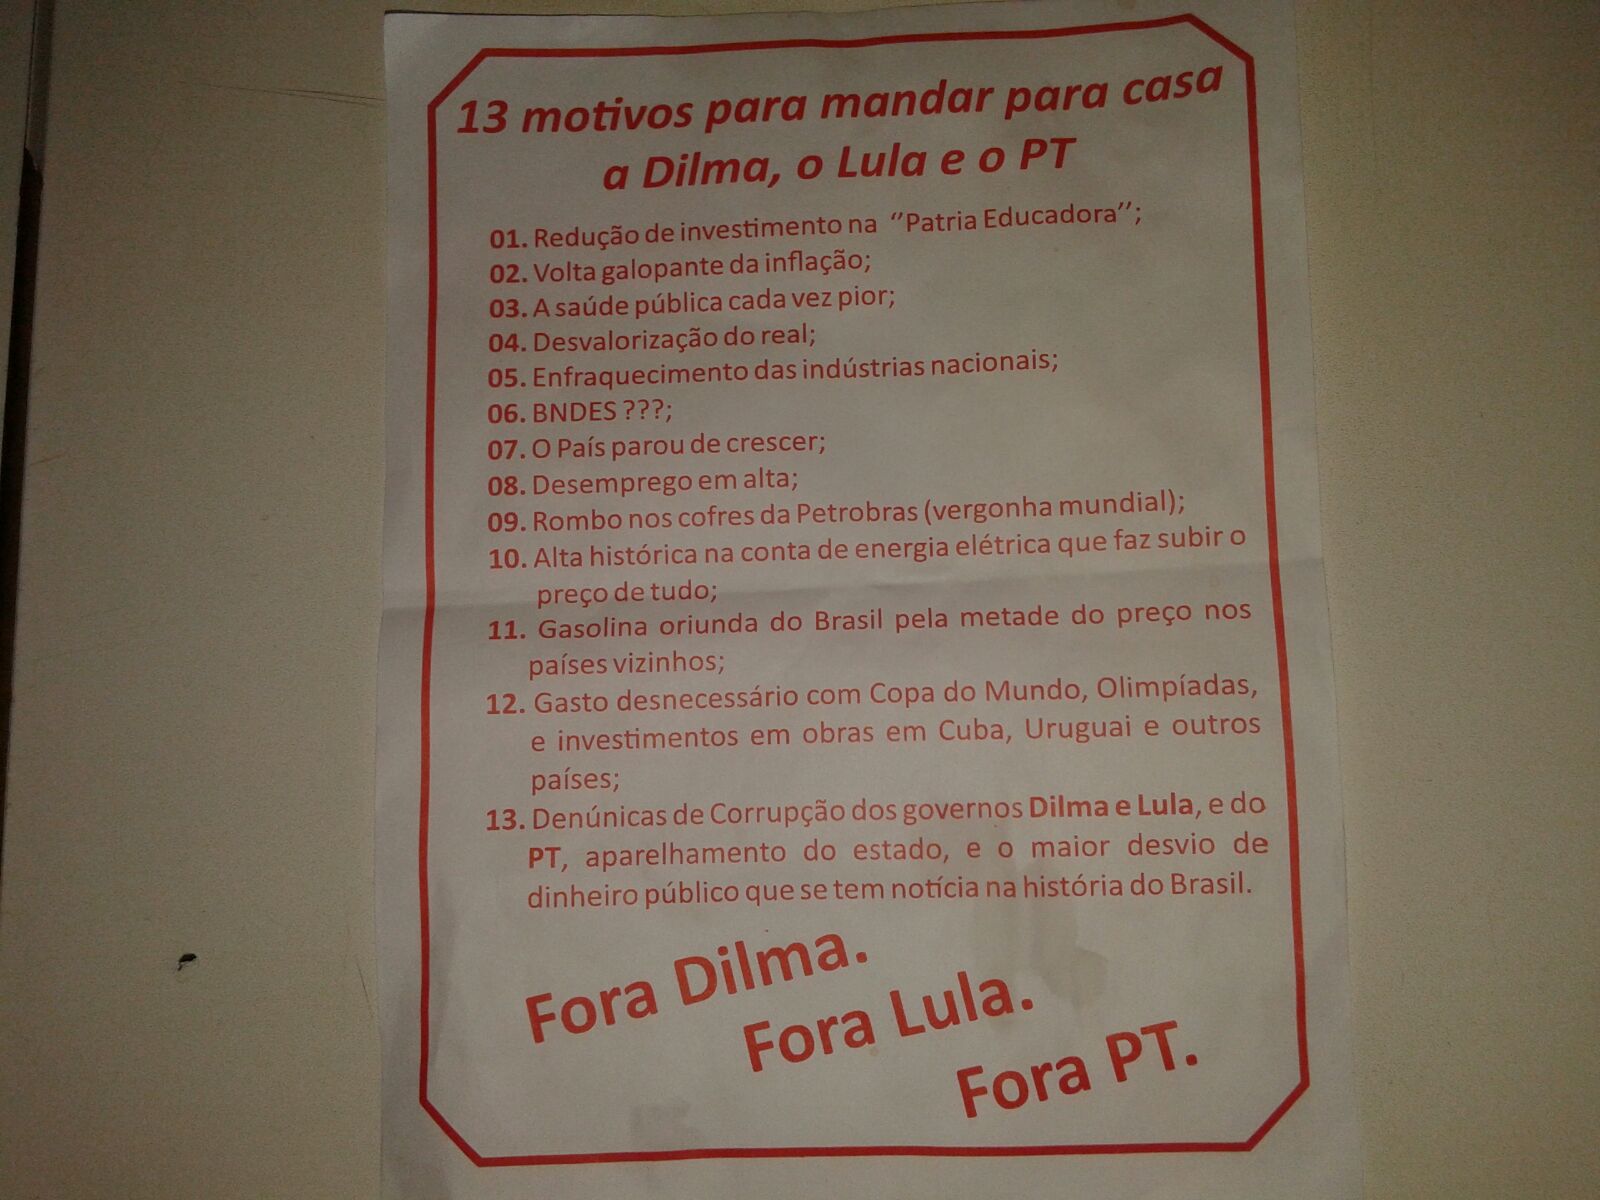 13 motivos para mandar para casa
a Dilma, o Lula e o PT
01. Redução de investimento na ‘’Patria Educadora’’;
02. Volta galopante da inflação;
03. A saúde pública cada vez pior;
04. Desvalorização do real;
05. Enfraquecimento das indústrias nacionais;
06. BNDES ???;
07. O País parou de crescer;
08. Desemprego em alta;
09. Rombo nos cofres da Petrobras (vergonha mundial);
10. Alta histórica na conta de energia elétrica que faz subir o
preço de tudo;
11. Gasolina oriunda do Brasil pela metade do preço nos
países vizinhos;
12. Gasto desnecessário com Copa do Mundo, Olimpíadas,
e investimentos em obras em Cuba, Uruguai e outros
países;
13. Denúnicas de Corrupção dos governos Dilma e Lula, e do
PT, aparelhamento do estado, e o maior desvio de
dinheiro público que se tem notícia na história do Brasil.
Fora Dilma.
Fora Lula.
Fora PT.